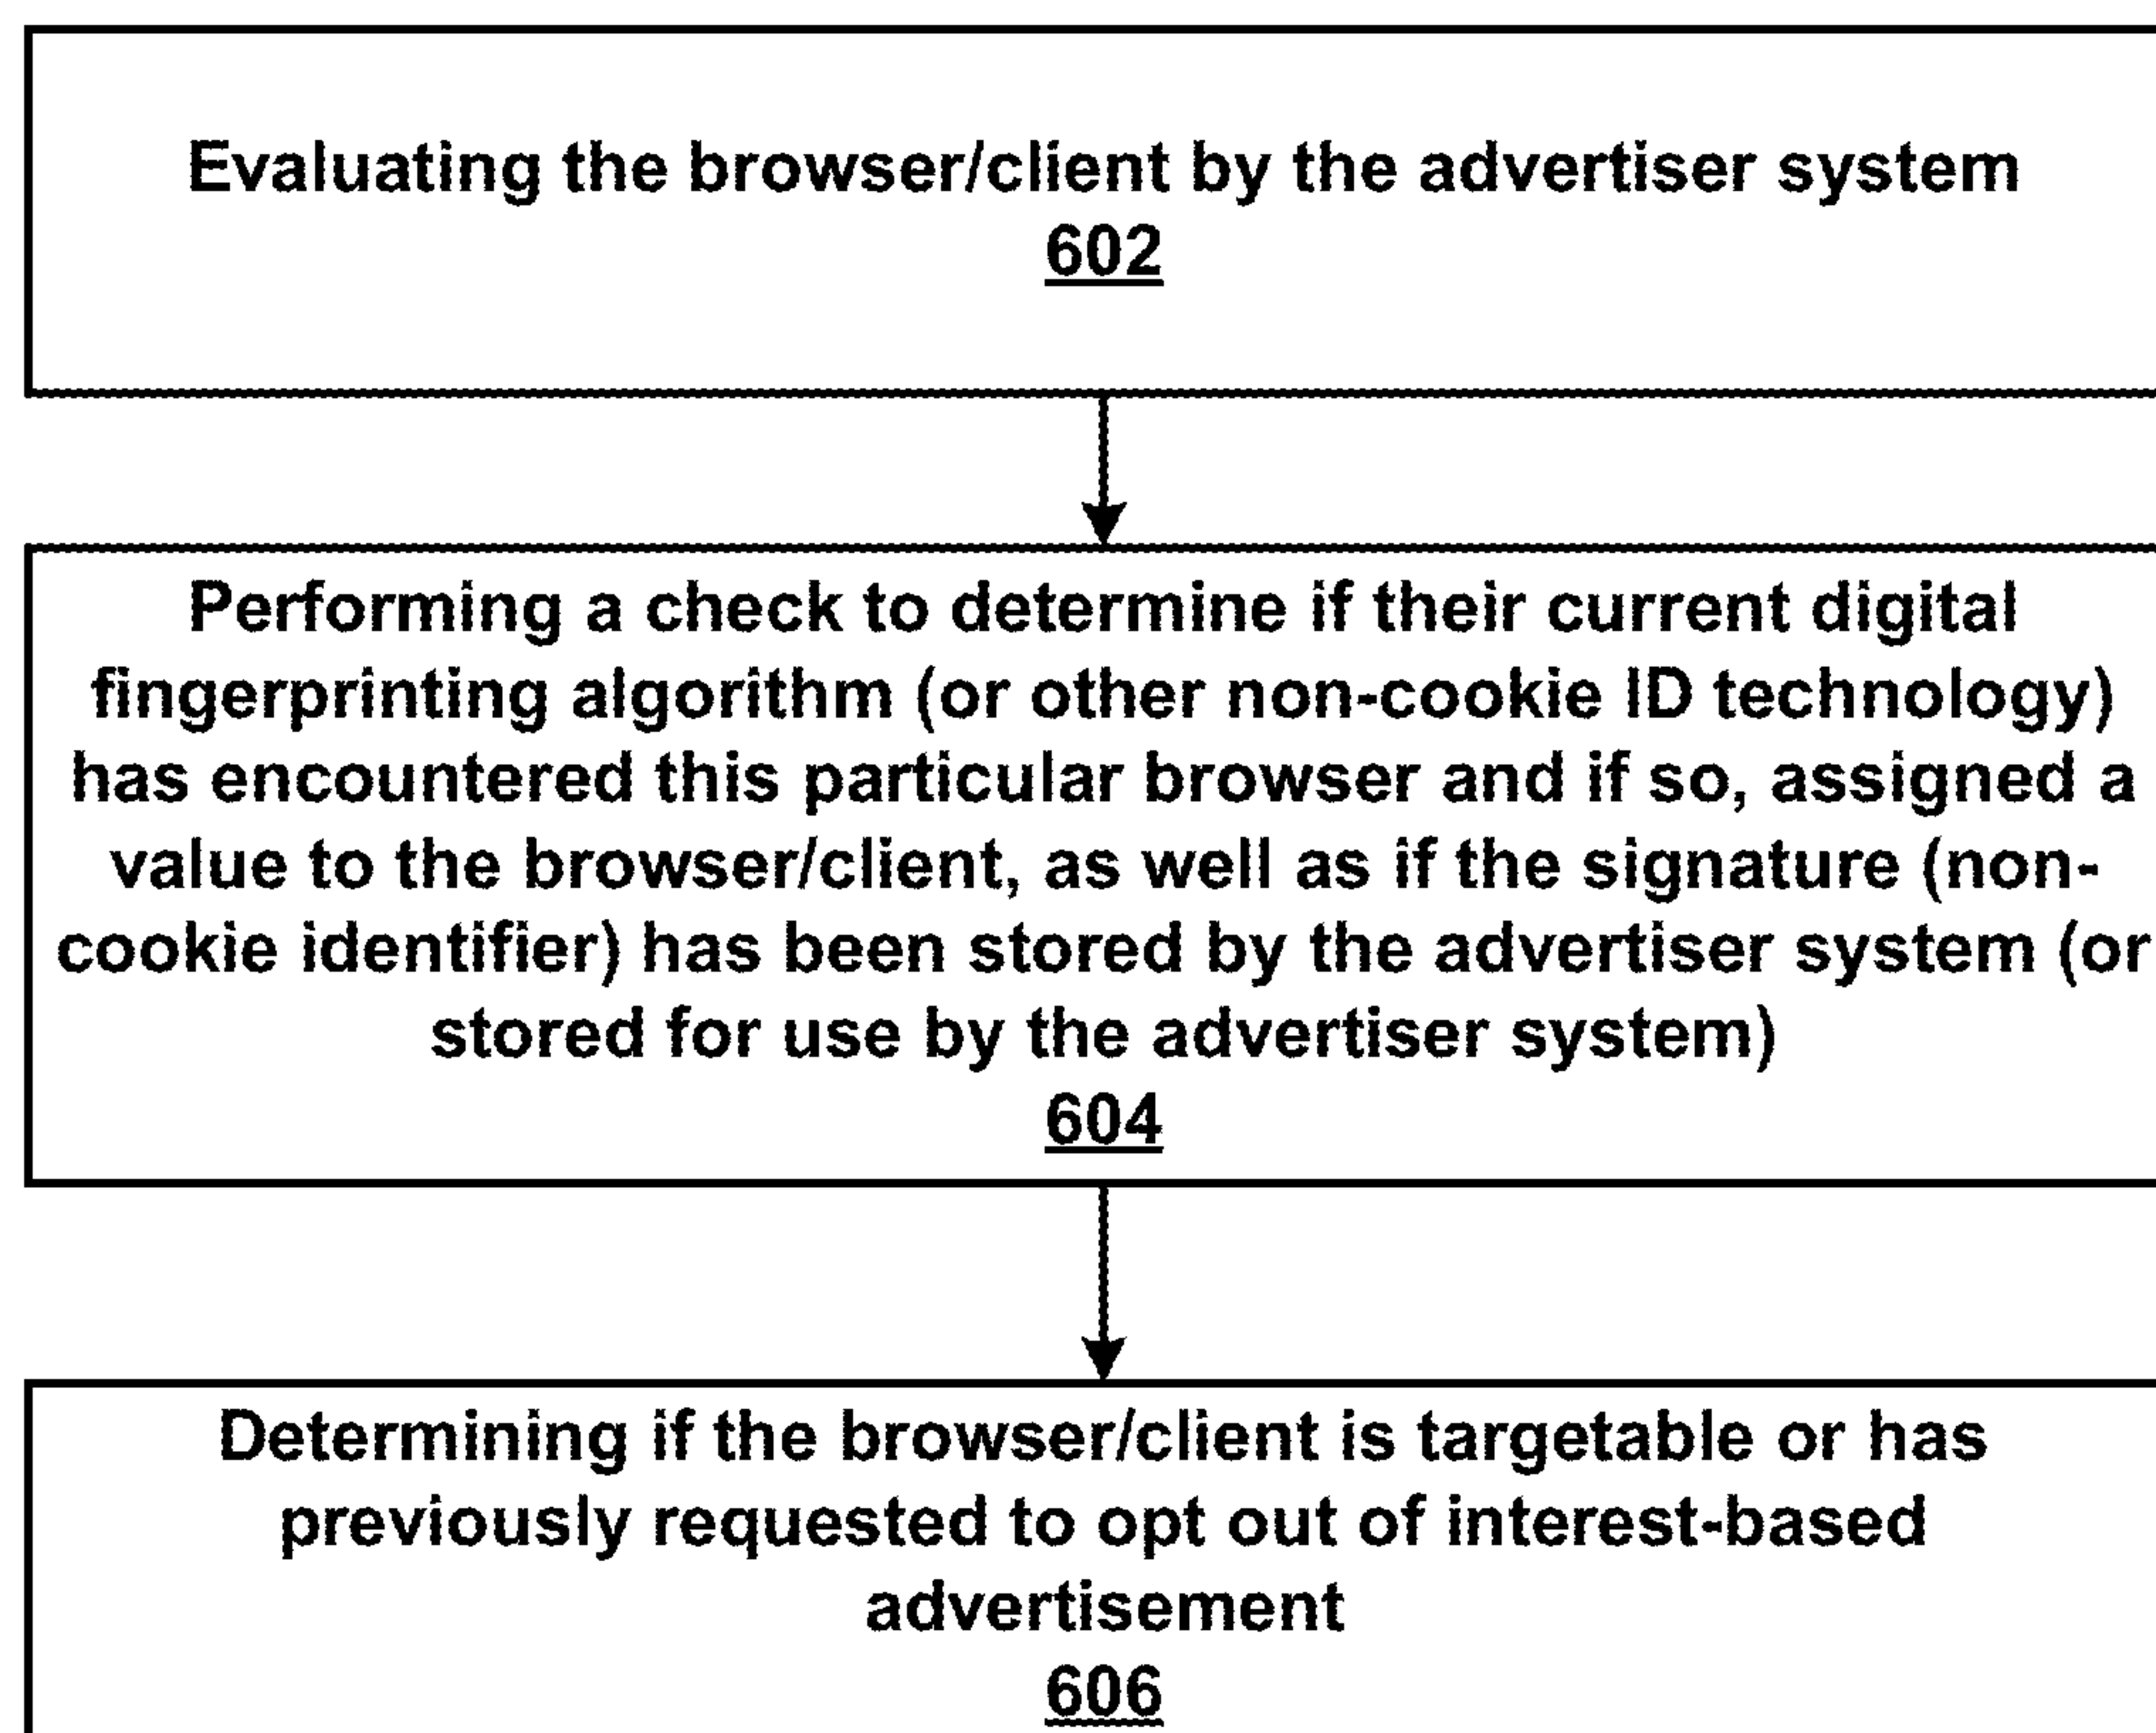 Evaluating the browser/client by the advertiser system
602
Performing a check to determine if their current digital
fingerprinting algorithm (or other non-cookie ID technology)
has encountered this particular browser and if so, assigned a
value to the browser/client, as well as if the signature (non-
cookie identifier) has been stored by the advertiser system (or
stored for use by the advertiser system)
604
Determining if the browser/client is targetable or has
previously requested to opt out of interest-based
advertisement
606